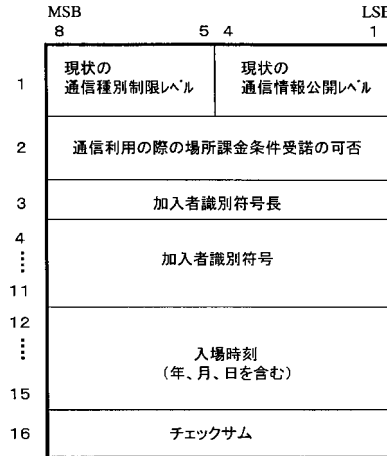 MSB LSB
8 5 4 1
1 現状の 現状の
通信種別制限レベル 通信情報公開レベル
2 通信利用の際の場所課金条件受諾の可否
3 加入者識別符号長
4
⋮ 加入者識別符号
11
12
⋮ 入場時刻
(年、月、日を含む)
15
16 チェックサム